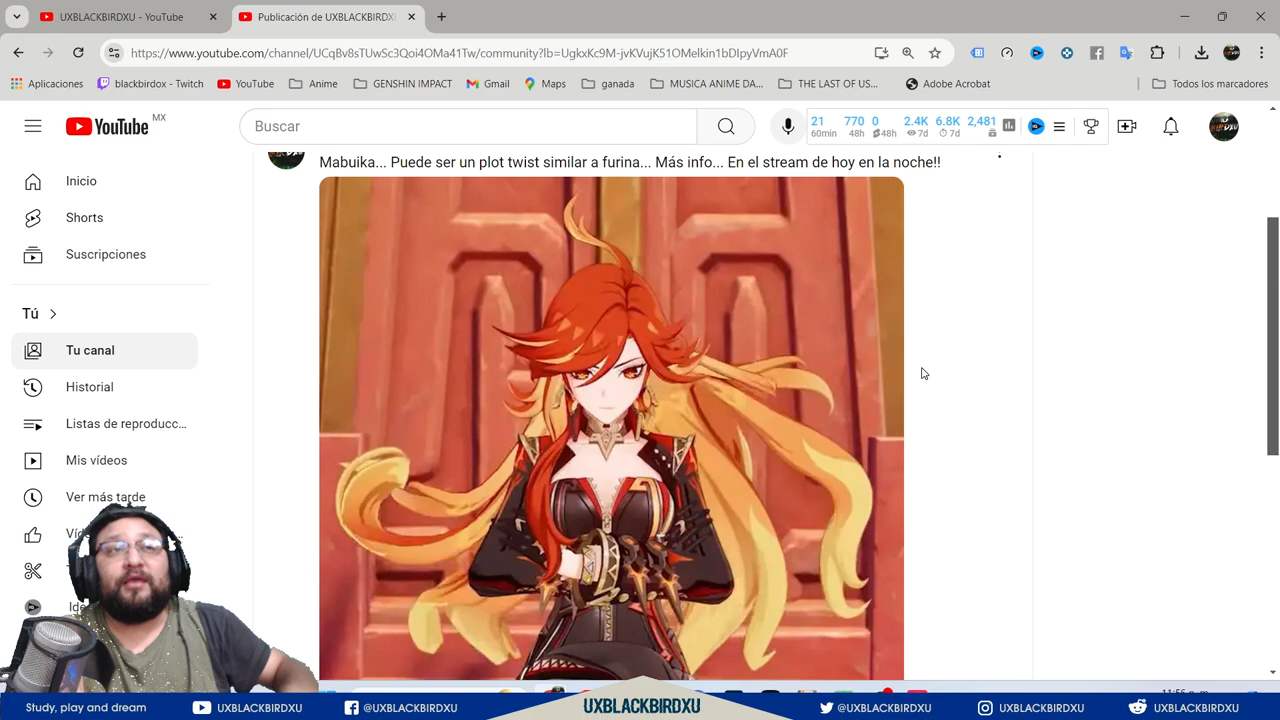 UXBLACKBIRDXU - YouTube
Publicación de UXBLACKBIRDXU
https://www.youtube.com/channel/UCqBv8sTUwSc3Qoi4OMa41Tw/community?lb=UgkxKc9M-jvKVujK51OMelkin1bDIpyVmA0F
Aplicaciones
blackbirdox - Twitch
YouTube
Anime
GENSHIN IMPACT
Gmail
Maps
ganada
MUSICA ANIME DA...
THE LAST OF US...
Adobe Acrobat
Todos los marcadores
YouTube MX
Buscar
21 770 0 2.4K 6.8K 2,481
60min 48h 48h 7d 7d
Mabuika... Puede ser un plot twist similar a furina... Más info... En el stream de hoy en la noche!!
Inicio
Shorts
Suscripciones
Tú
Tu canal
Historial
Listas de reproducc...
Mis vídeos
Ver más tarde
Study, play and dream
UXBLACKBIRDXU
@UXBLACKBIRDXU
UXBLACKBIRDXU
@UXBLACKBIRDXU
UXBLACKBIRDXU
UXBLACKBIRDXU